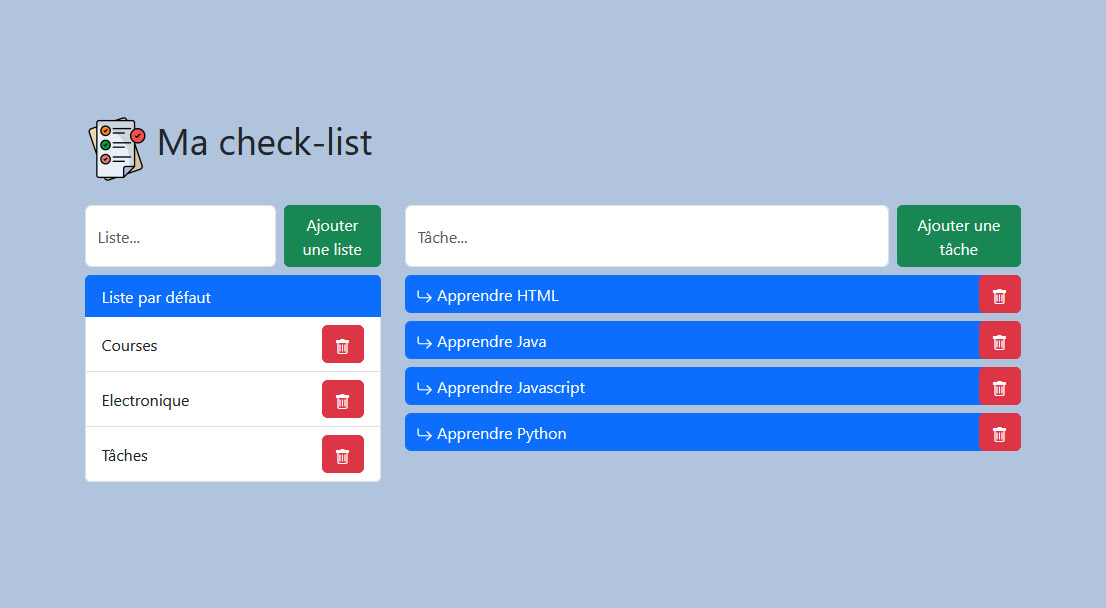 Ma check-list
Liste...
Ajouter
une liste
Liste par défaut
Courses
Electronique
Tâches
Tâche...
Ajouter une
tâche
Apprendre HTML
Apprendre Java
Apprendre Javascript
Apprendre Python